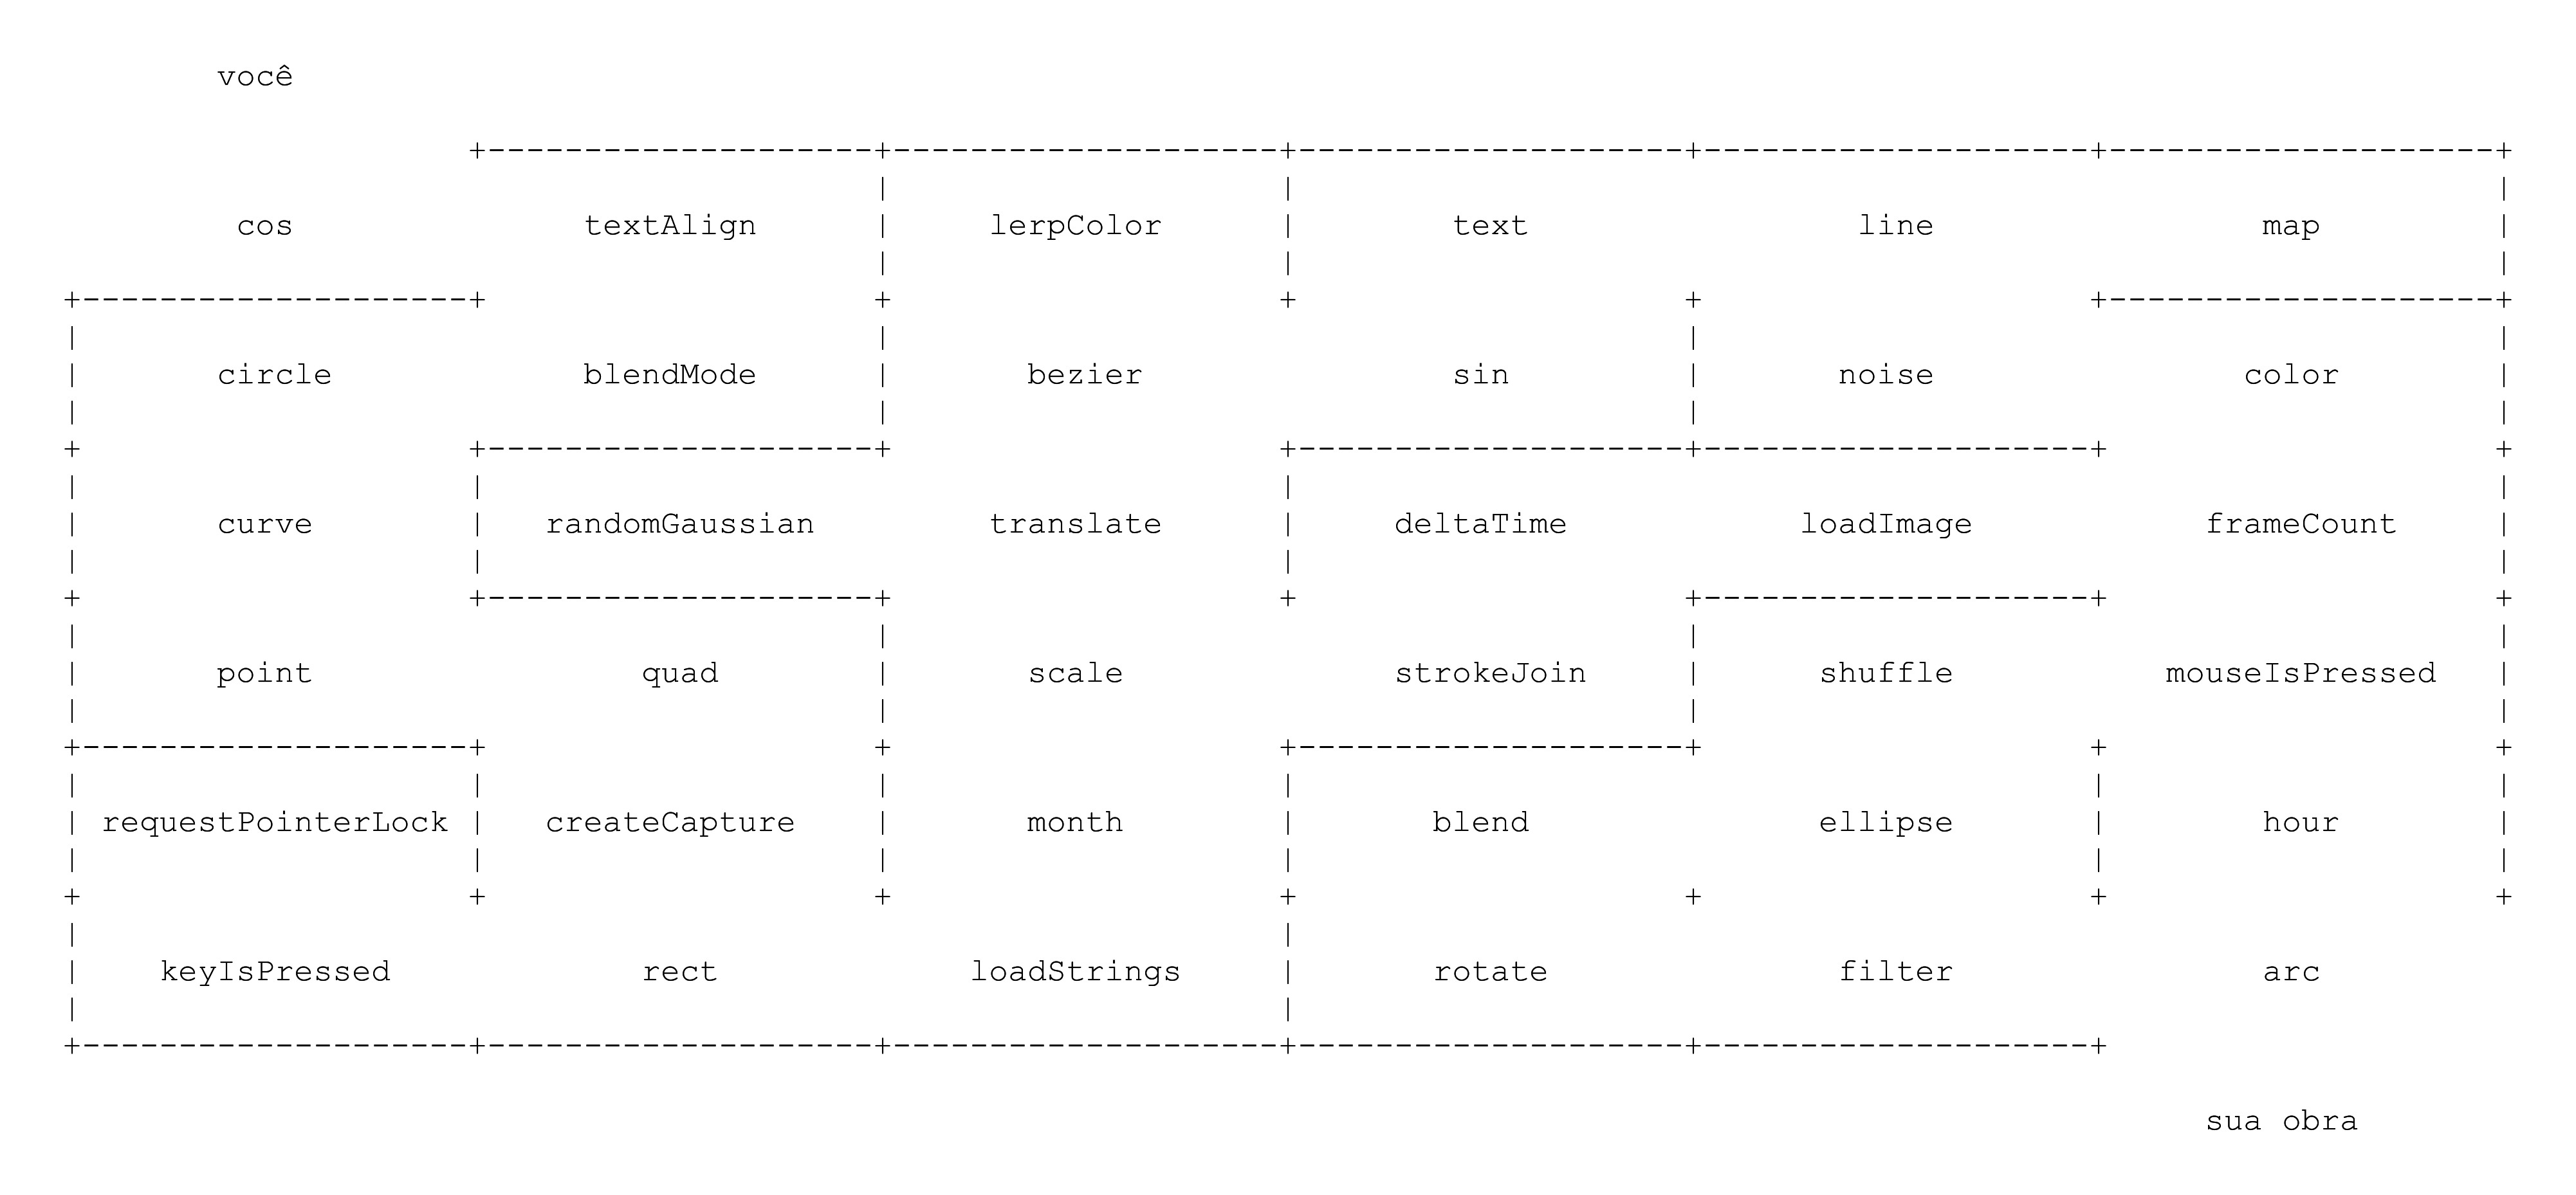 você
cos textAlign lerpColor text line map
circle blendMode bezier sin noise color
curve randomGaussian translate deltaTime loadImage frameCount
point quad scale strokeJoin shuffle mouseIsPressed
requestPointerLock createCapture month blend ellipse hour
keyIsPressed rect loadStrings rotate filter arc
sua obra